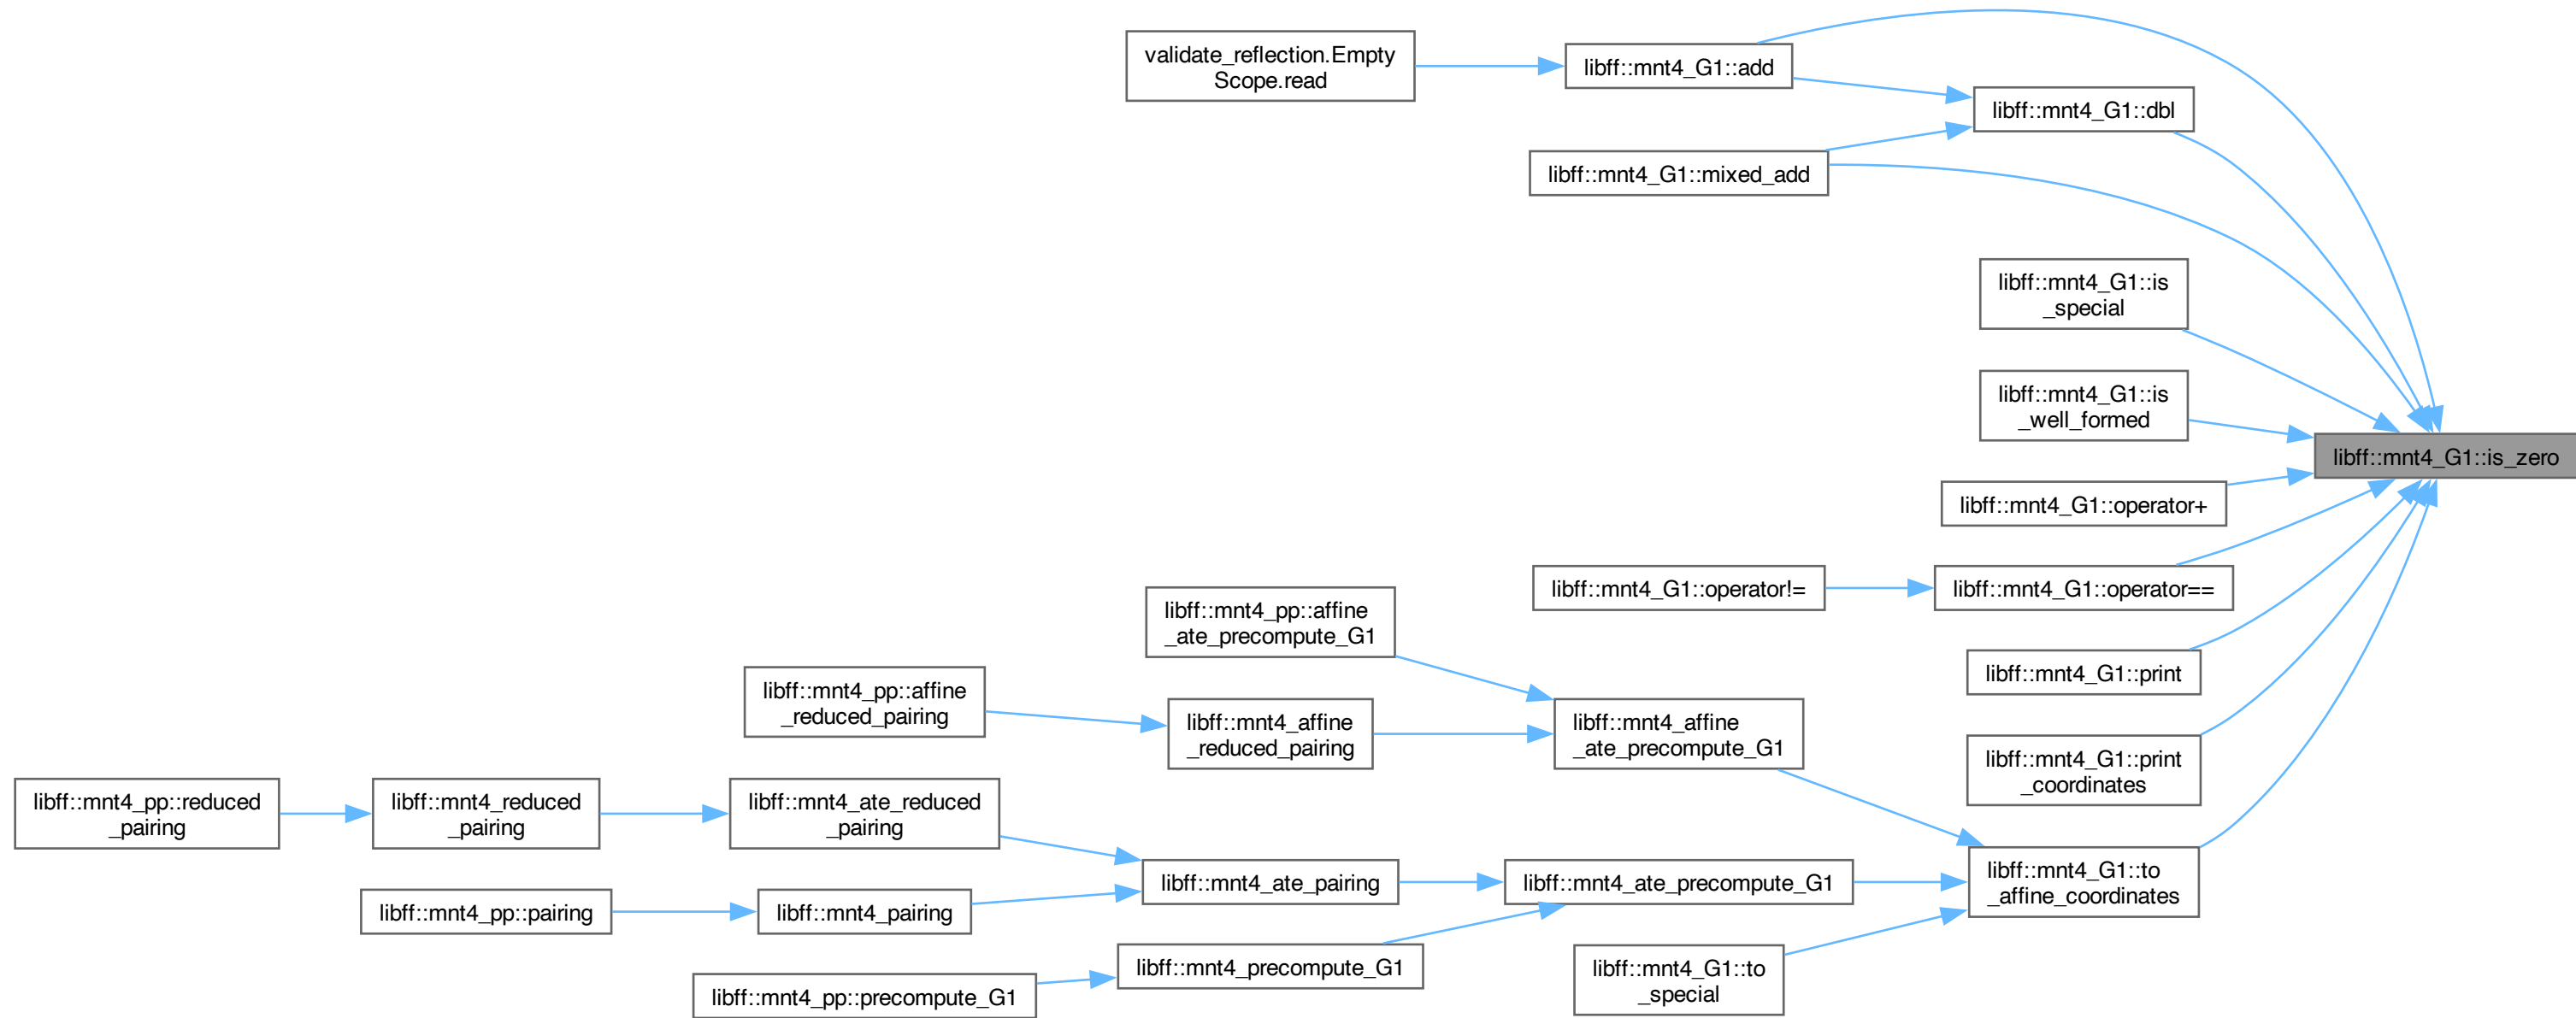 validate_reflection.Empty
Scope.read
libff::mnt4_G1::add
libff::mnt4_G1::dbl
libff::mnt4_G1::mixed_add
libff::mnt4_G1::is
_special
libff::mnt4_G1::is
_well_formed
libff::mnt4_G1::is_zero
libff::mnt4_G1::operator+
libff::mnt4_G1::operator!=
libff::mnt4_G1::operator==
libff::mnt4_pp::affine
_ate_precompute_G1
libff::mnt4_G1::print
libff::mnt4_pp::affine
_reduced_pairing
libff::mnt4_affine
_reduced_pairing
libff::mnt4_affine
_ate_precompute_G1
libff::mnt4_G1::print
_coordinates
libff::mnt4_pp::reduced
_pairing
libff::mnt4_reduced
_pairing
libff::mnt4_ate_reduced
_pairing
libff::mnt4_ate_pairing
libff::mnt4_ate_precompute_G1
libff::mnt4_G1::to
_affine_coordinates
libff::mnt4_pp::pairing
libff::mnt4_pairing
libff::mnt4_precompute_G1
libff::mnt4_G1::to
_special
libff::mnt4_pp::precompute_G1